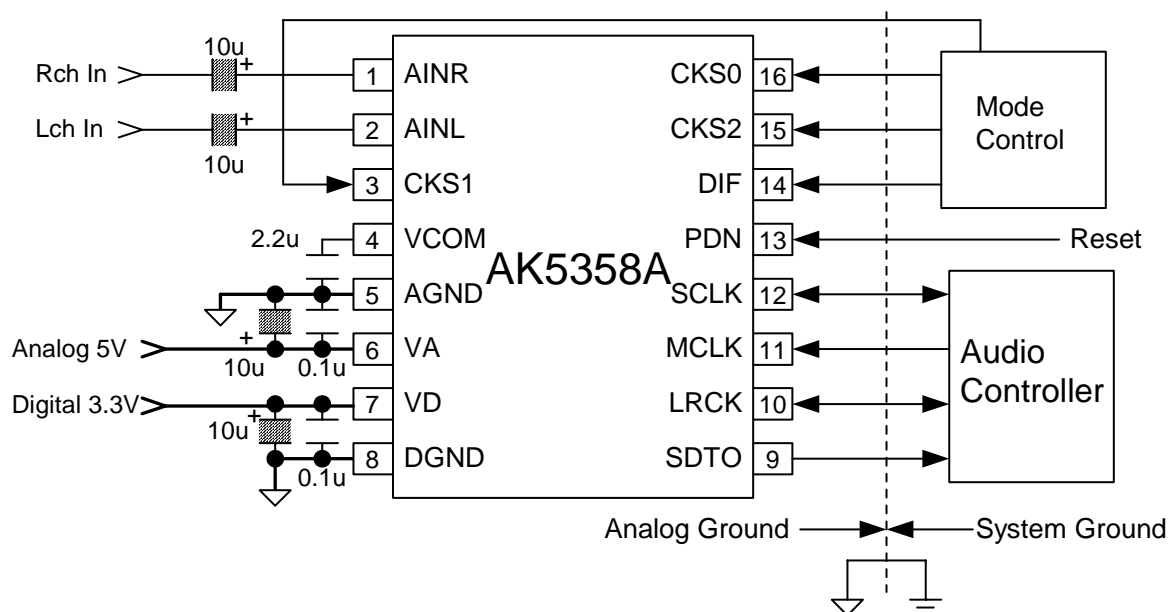 10u
+
Rch In
1
AINR
Lch In
+
2
AINL
10u
3
CKS1
2.2u
4
VCOM
5
AGND
Analog 5V
+
10u
0.1u
6
VA
Digital 3.3V
10u
+
7
VD
0.1u
8
DGND
AK5358A
CKS0
16
CKS2
15
DIF
14
PDN
13
SCLK
12
MCLK
11
LRCK
10
SDTO
9
Mode
Control
Reset
Audio
Controller
Analog Ground
System Ground